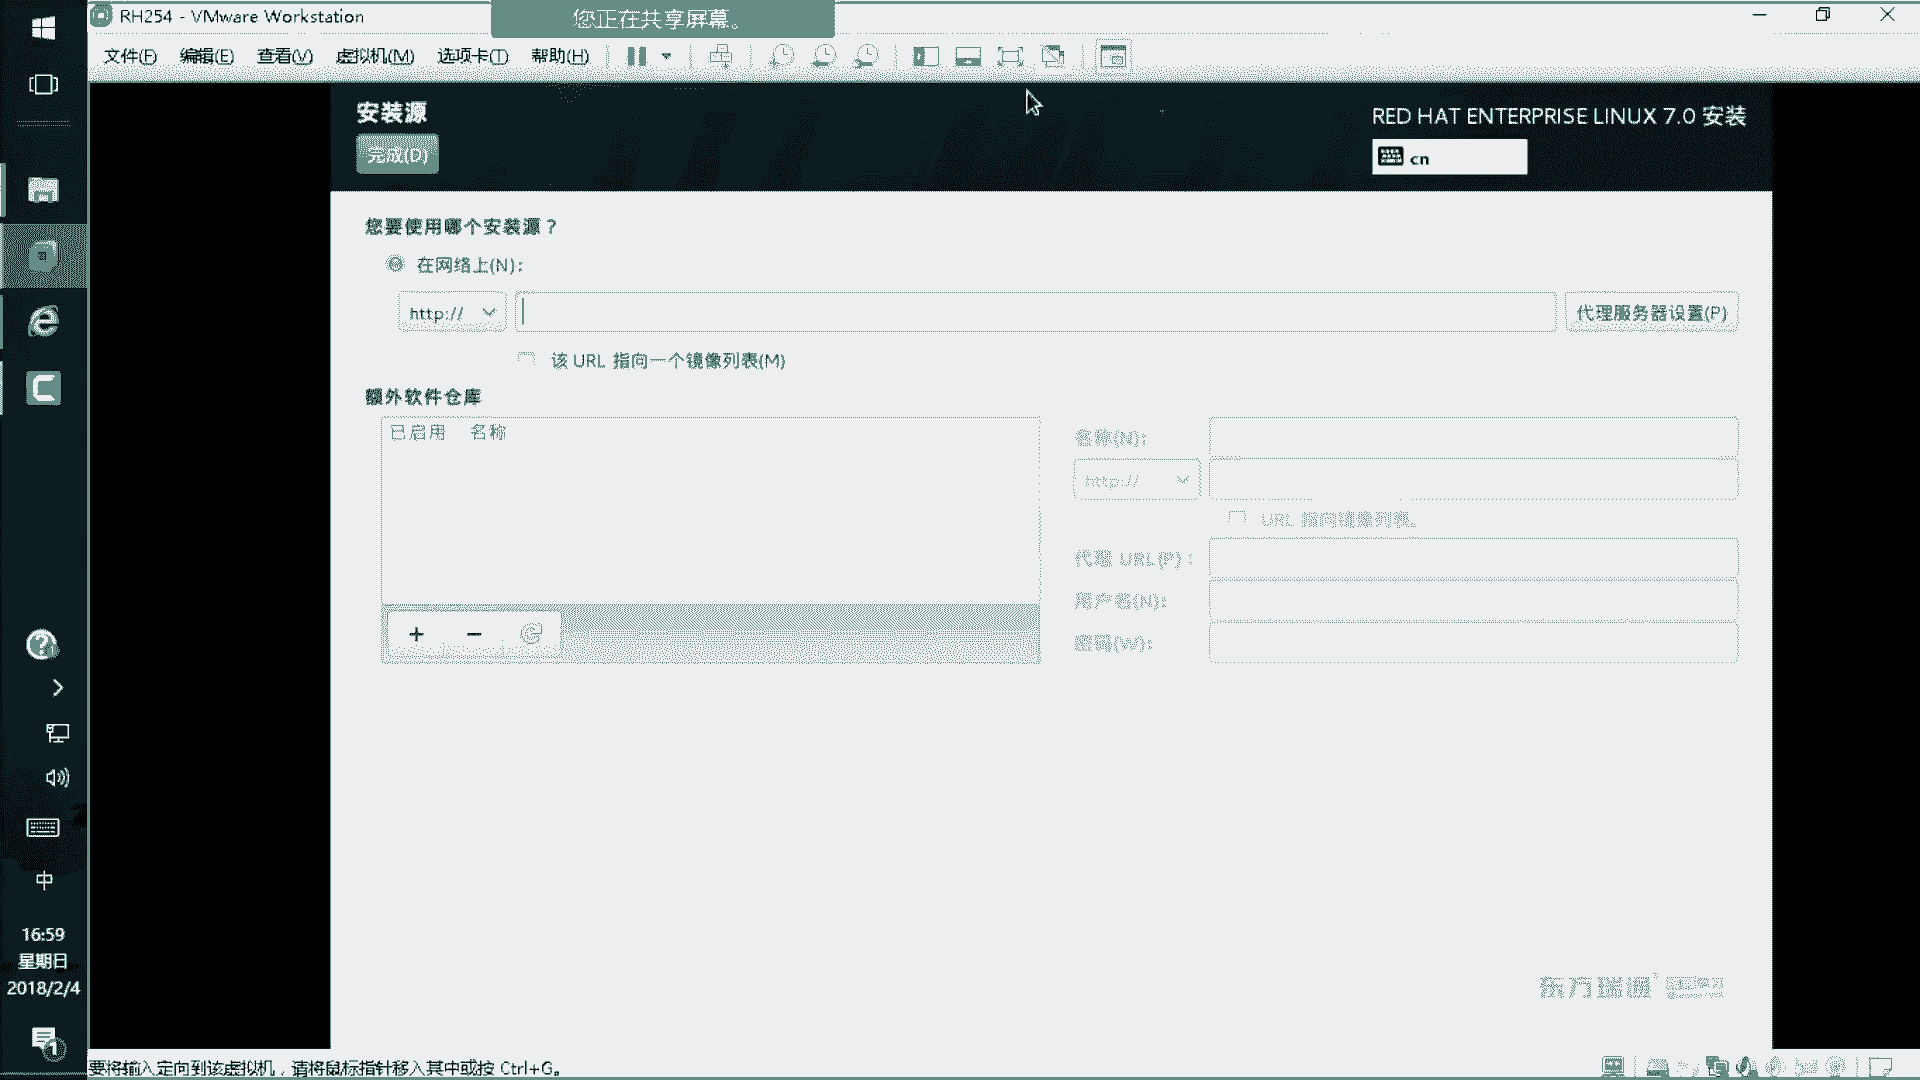 RH254 - VMware Workstation
您正在共享屏幕。
文件(F) 编辑(E) 查看(V) 虚拟机(M) 选项卡(T) 帮助(H)
安装源
完成(D)
RED HAT ENTERPRISE LINUX 7.0 安装
cn
您要使用哪个安装源？
在网络上(N):
http://
代理服务器设置(P)
该 URL 指向一个镜像列表(M)
额外软件仓库
已启用 名称
名称(N):
http://
URL 指向镜像列表。
代理 URL(P)：
用户名(N):
密码(W):
中
16:59
星期日
2018/2/4
1
东方瑞通
要将输入定向到该虚拟机，请将鼠标指针移入其中或按 Ctrl+G。